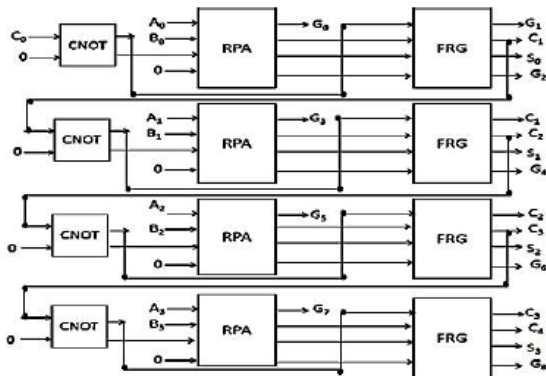 A₀ G₀ G₁
C₀ CNOT B₀ C₁
0 RPA FRG S₀
0 G₂
A₁ G₃ C₁
CNOT B₁ RPA FRG C₂
0 S₁
0 G₄
A₂ G₅ C₂
CNOT B₂ RPA FRG C₃
0 S₂
0 G₆
A₃ G₇ C₃
CNOT B₃ RPA FRG C₄
0 S₃
0 G₈